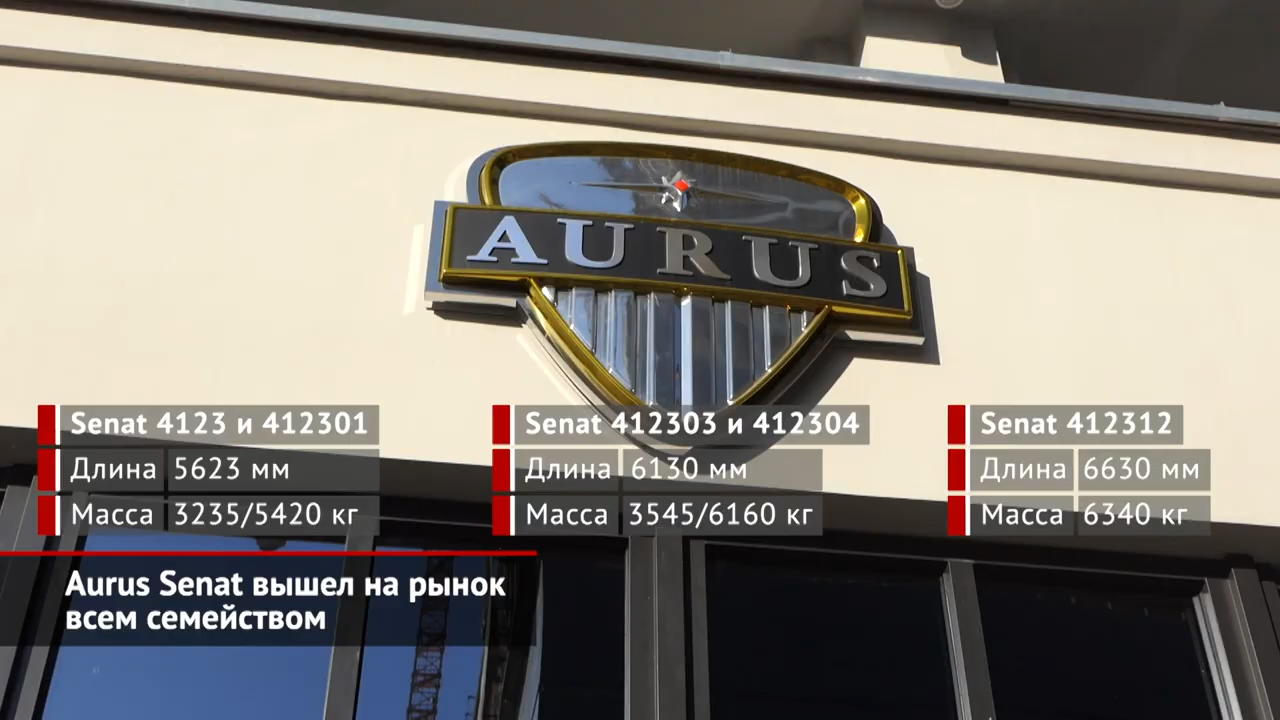 AURUS
Senat 4123 и 412301
Длина 5623 мм
Масса 3235/5420 кг
Senat 412303 и 412304
Длина 6130 мм
Масса 3545/6160 кг
Senat 412312
Длина 6630 мм
Масса 6340 кг
Aurus Senat вышел на рынок
всем семейством